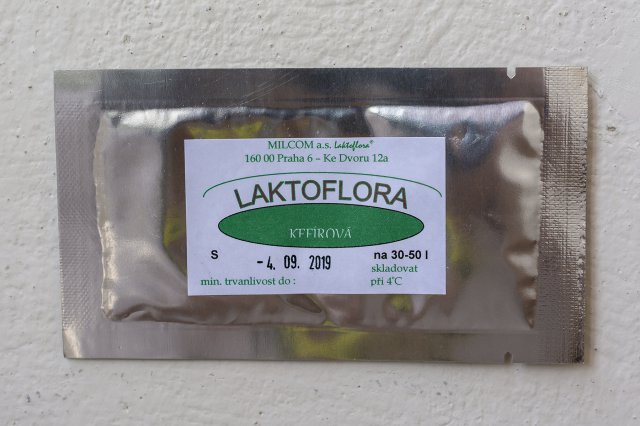 MILCOM a.s. Laktoflora®
160 00 Praha 6 – Ke Dvoru 12a
LAKTOFLORA
KEFÍROVÁ
S
-4. 09. 2019
na 30-50 l
min. trvanlivost do :
skladovat
při 4°C